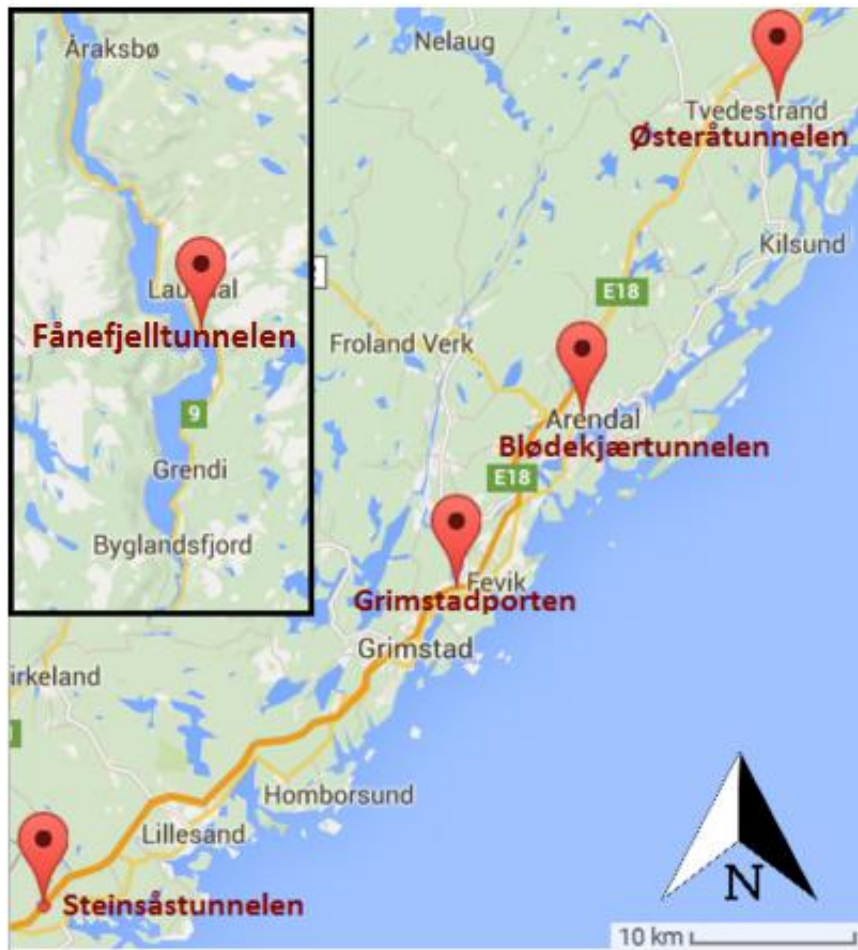 Åraksbø
Nelaug
Tvedestrand
Østeråtunnelen
Kilsund
Fånefjelltunnelen
E18
Froland Verk
9
Arendal
Blødekjærtunnelen
Grendi
E18
Byglandsfjord
Fevik
Grimstadporten
Grimstad
irkeland
Homborsund
Lillesand
N
Steinsåstunnelen
10 km